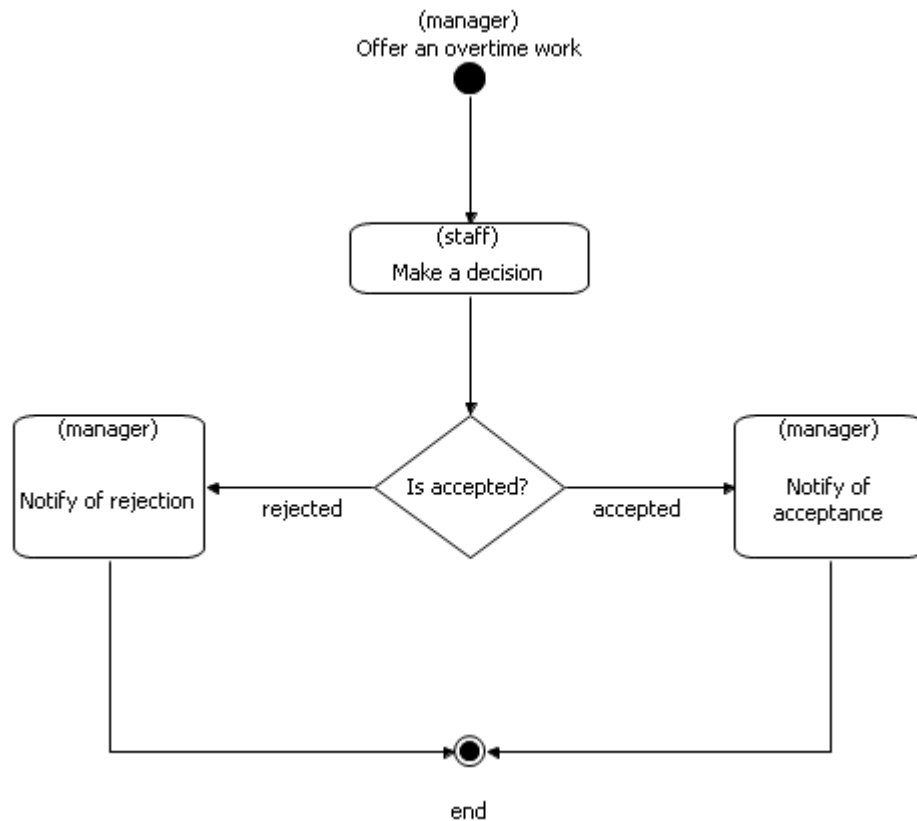 (manager)
Offer an overtime work
(staff)
Make a decision
(manager)
Notify of rejection
rejected
Is accepted?
accepted
(manager)
Notify of
acceptance
end